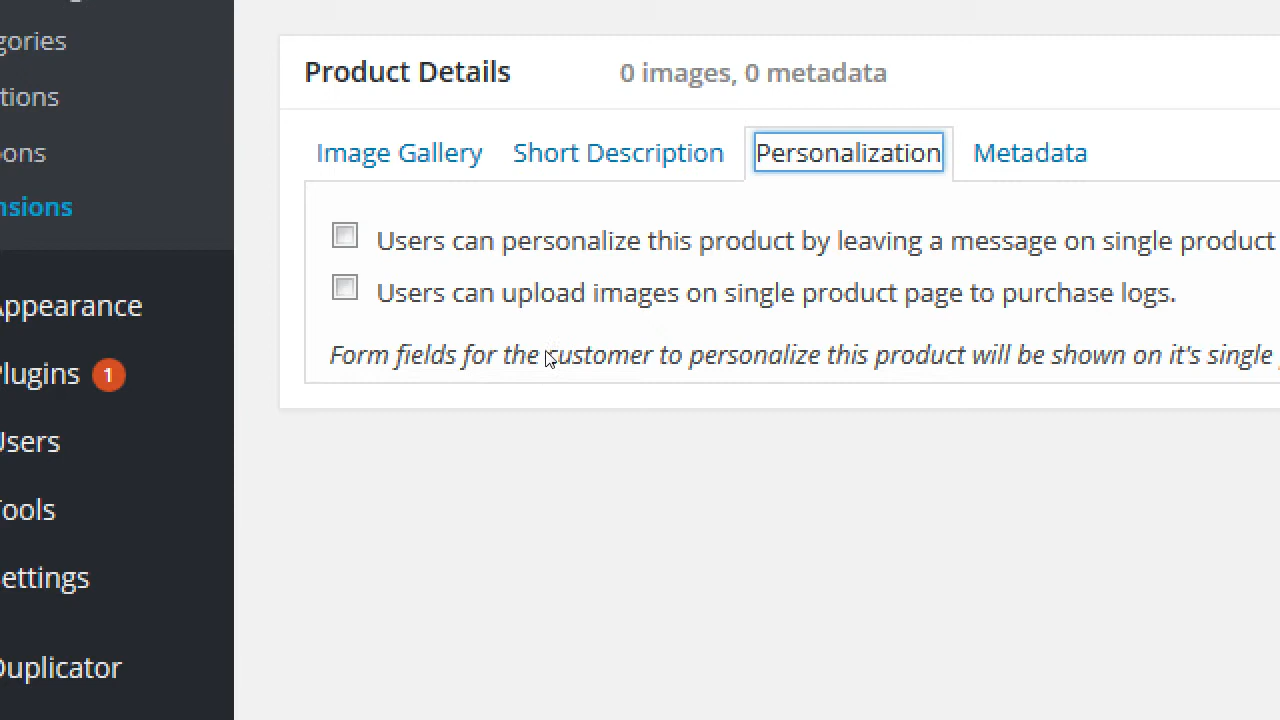 gories
tions
ons
nsions
Appearance
Plugins 1
Users
Tools
Settings
Duplicator
Product Details 0 images, 0 metadata
Image Gallery Short Description Personalization Metadata
Users can personalize this product by leaving a message on single product
Users can upload images on single product page to purchase logs.
Form fields for the customer to personalize this product will be shown on it's single